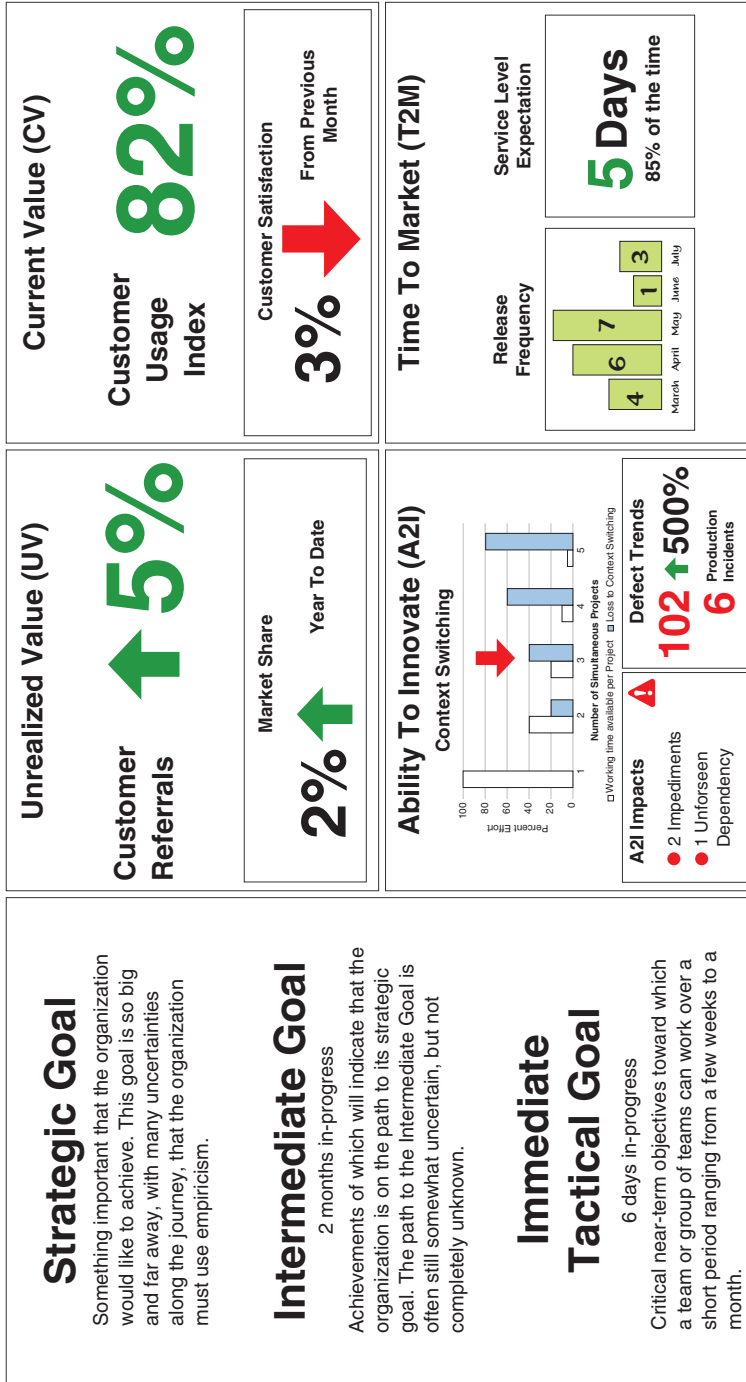 Strategic Goal
Something important that the organization
would like to achieve. This goal is so big
and far away, with many uncertainties
along the journey, that the organization
must use empiricism.
Intermediate Goal
2 months in-progress
Achievements of which will indicate that the
organization is on the path to its strategic
goal. The path to the Intermediate Goal is
often still somewhat uncertain, but not
completely unknown.
Immediate
Tactical Goal
6 days in-progress
Critical near-term objectives toward which
a team or group of teams can work over a
short period ranging from a few weeks to a
month.
Unrealized Value (UV)
Customer
Referrals
5%
Market Share
2%
Year To Date
Current Value (CV)
Customer
Usage
Index
82%
Customer Satisfaction
3%
From Previous
Month
Ability To Innovate (A2I)
Context Switching
Percent Effort
100
80
60
40
20
0
1 2 3 4 5
Number of Simultaneous Projects
Working time available per Project Loss to Context Switching
A2I Impacts
2 Impediments
1 Unforseen
Dependency
Defect Trends
102 500%
6 Production
Incidents
Time To Market (T2M)
Release
Frequency
4 6 7 1 3
March April May June July
Service Level
Expectation
5 Days
85% of the time